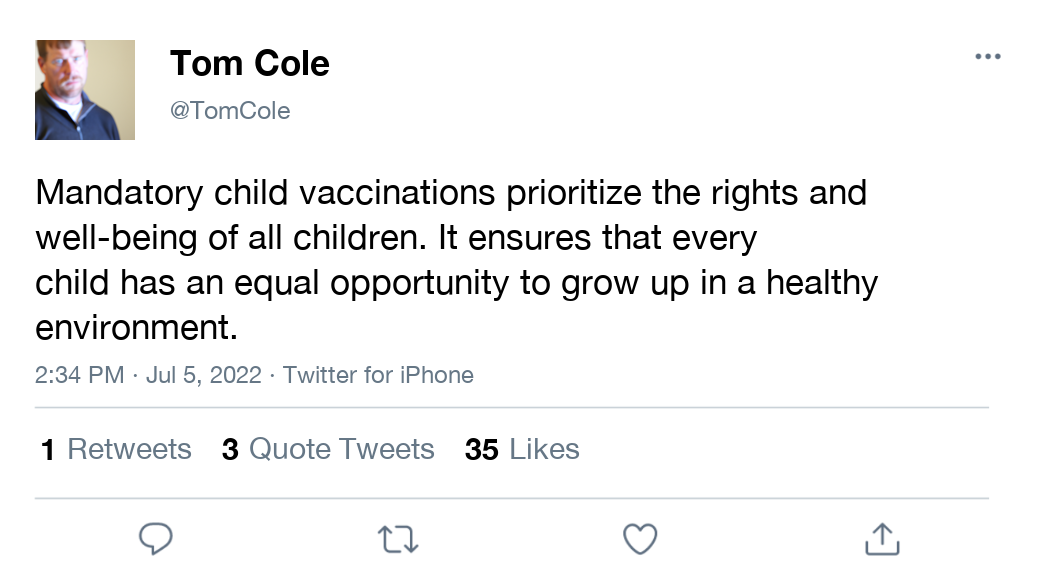 Tom Cole
@TomCole
Mandatory child vaccinations prioritize the rights and
well-being of all children. It ensures that every
child has an equal opportunity to grow up in a healthy
environment.
2:34 PM · Jul 5, 2022 · Twitter for iPhone
1 Retweets 3 Quote Tweets 35 Likes